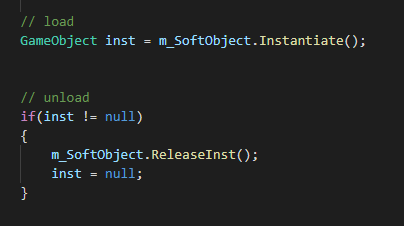 // load
GameObject inst = m_SoftObject.Instantiate();
// unload
if(inst != null)
{
m_SoftObject.ReleaseInst();
inst = null;
}